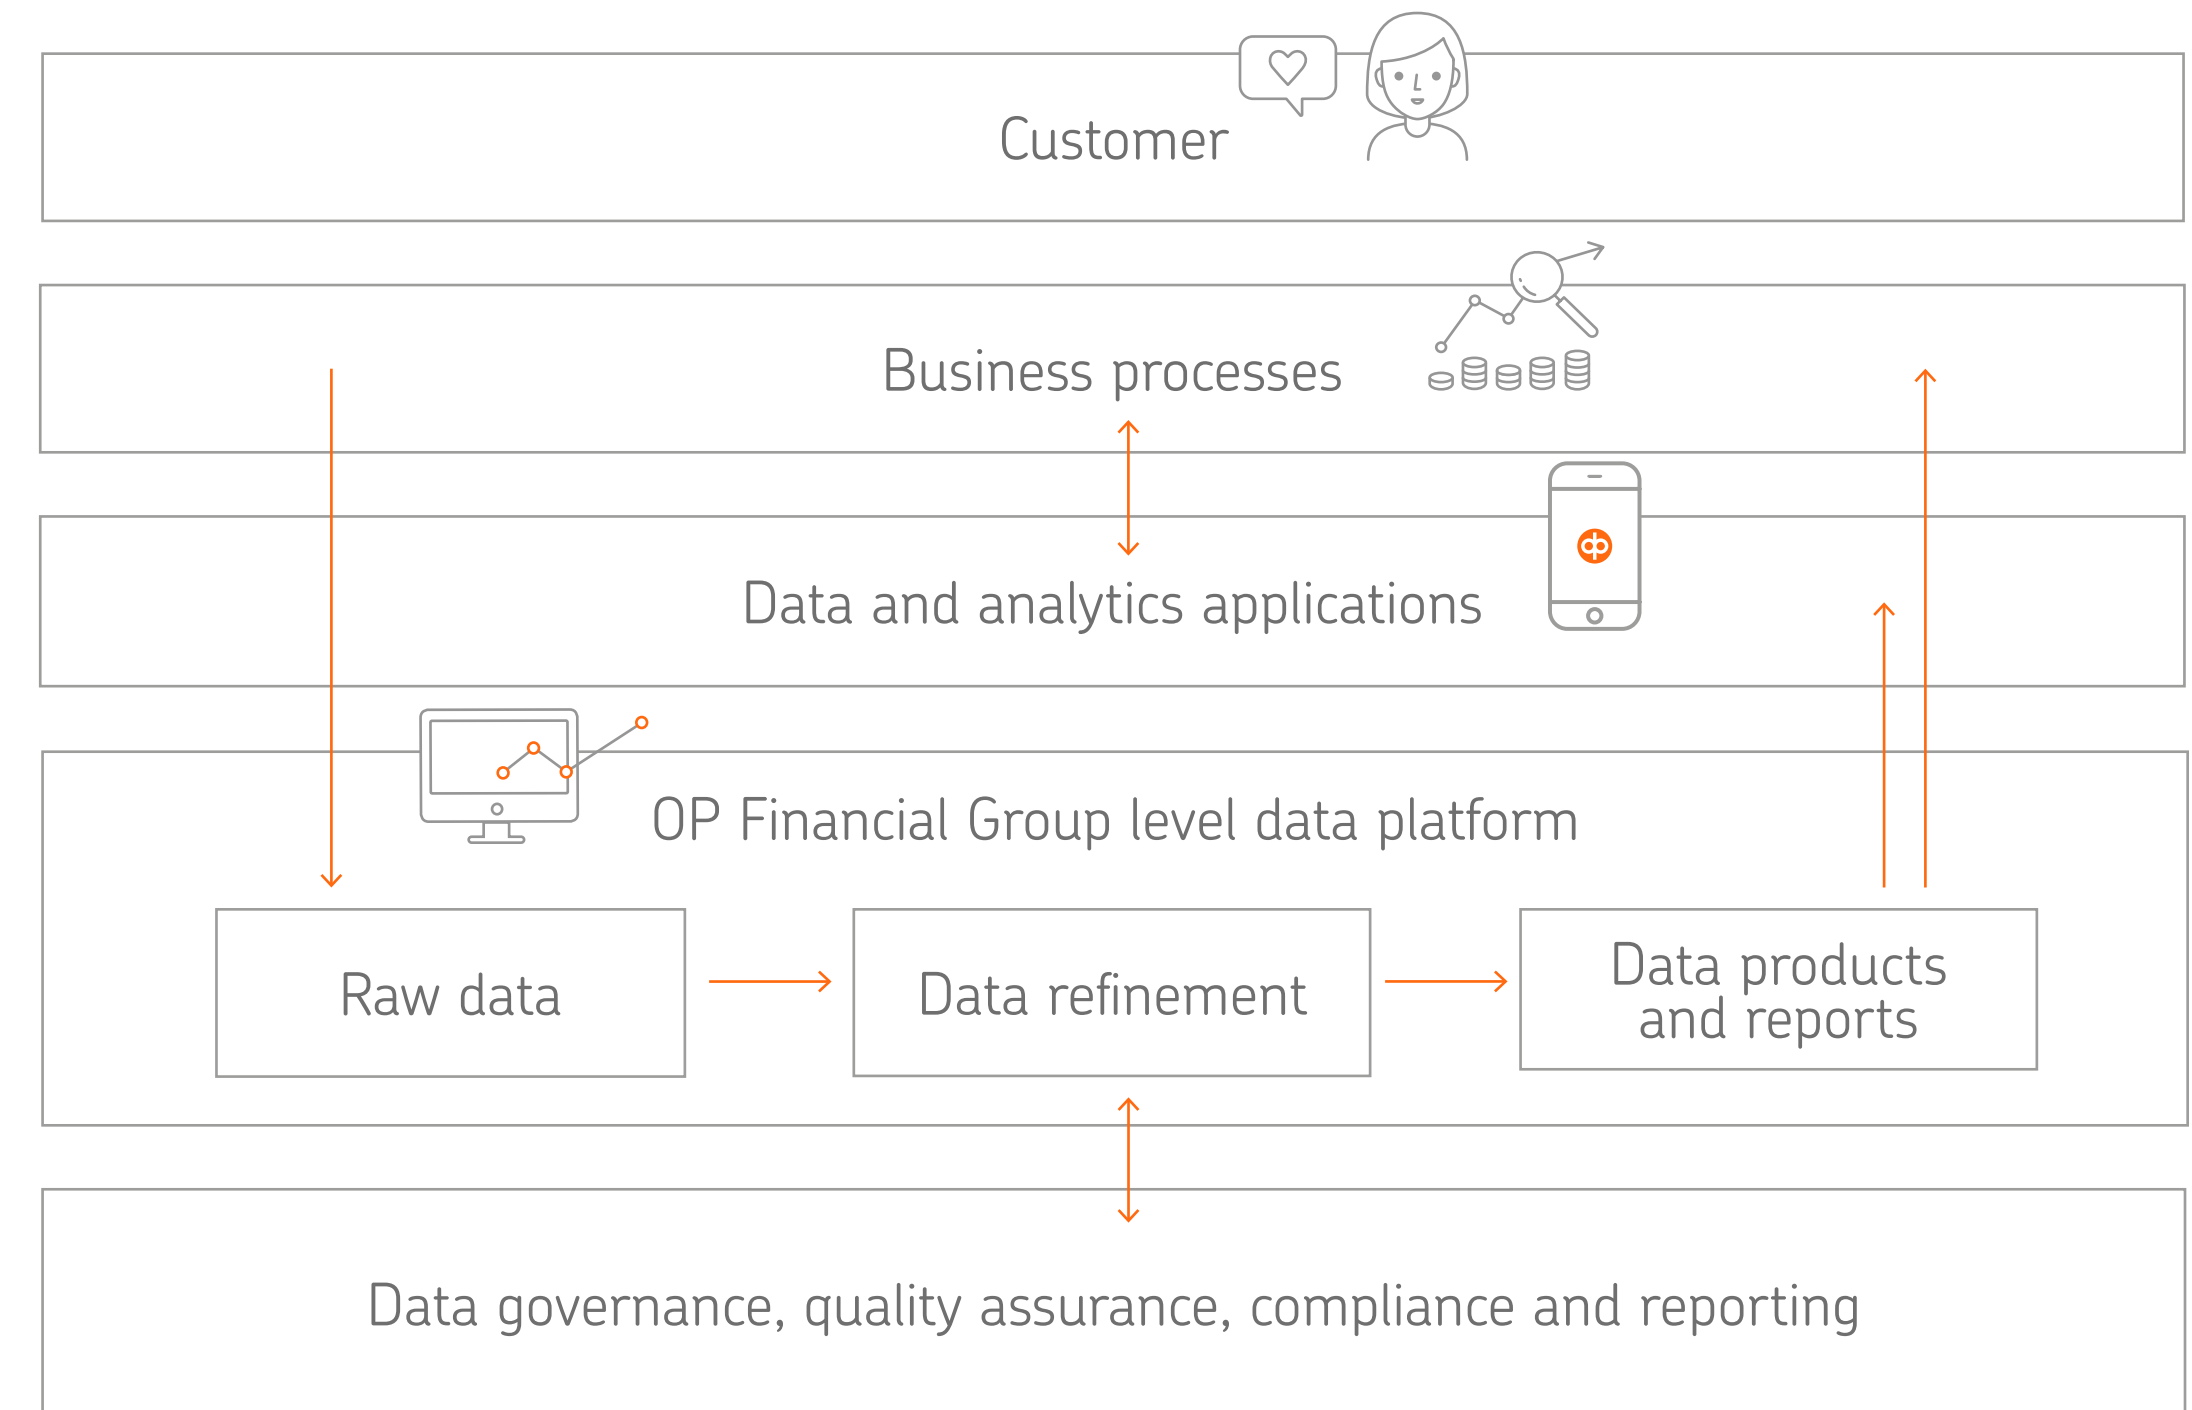 Customer
Business processes
Data and analytics applications
OP Financial Group level data platform
Raw data
Data refinement
Data products
and reports
Data governance, quality assurance, compliance and reporting